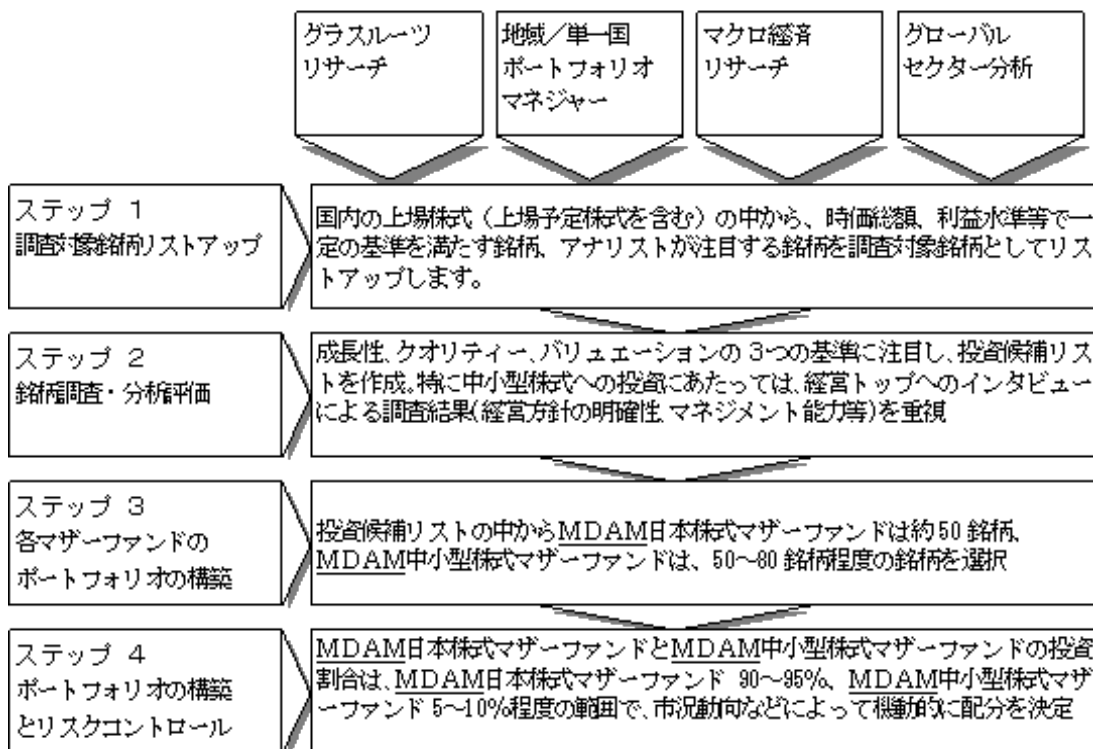 グラスルーツ
リサーチ
地域／単一国
ポートフォリオ
マネジャー
マクロ経済
リサーチ
グローバル
セクター分析
ステップ １
調査対象銘柄リストアップ
国内の上場株式（上場予定株式を含む）の中から、時価総額、利益水準等で一
定の基準を満たす銘柄、アナリストが注目する銘柄を調査対象銘柄としてリス
トアップします。
ステップ ２
銘柄調査・分析評価
成長性、クオリティー、バリュエーションの 3つの基準に注目し、投資候補リス
トを作成。特に中小型株式への投資にあたっては、経営トップへのインタビュー
による調査結果(経営方針の明確性、マネジメント能力等)を重視
ステップ ３
各マザーファンドの
ポートフォリオの構築
投資候補リストの中からMDAM日本株式マザーファンドは約50 銘柄、
MDAM中小型株式マザーファンドは、50～80 銘柄程度の銘柄を選択
ステップ ４
ポートフォリオの構築
とリスクコントロール
MDAM日本株式マザーファンドとMDAM中小型株式マザーファンドの投資
割合は、MDAM日本株式マザーファンド 90～95%、MDAM中小型株式マザ
ーファンド 5～10%程度の範囲で、市況動向などによって機動的に配分を決定